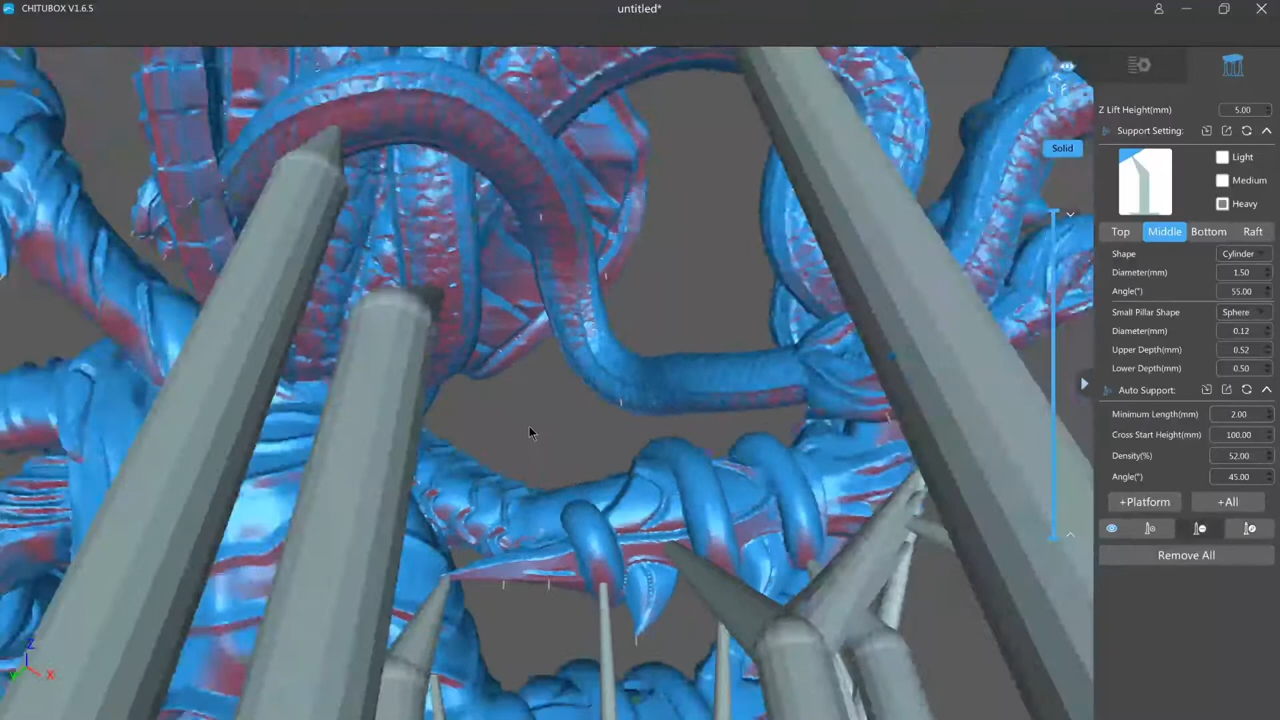 CHITUBOX V1.6.5
untitled*
Z Lift Height(mm) 5.00
Support Setting:
Solid
Light
Medium
Heavy
Top Middle Bottom Raft
Shape Cylinder
Diameter(mm) 1.50
Angle(°) 55.00
Small Pillar Shape Sphere
Diameter(mm) 0.12
Upper Depth(mm) 0.52
Lower Depth(mm) 0.50
Auto Support:
Minimum Length(mm) 2.00
Cross Start Height(mm) 100.00
Density(%) 52.00
Angle(°) 45.00
+Platform +All
Remove All
Z
X